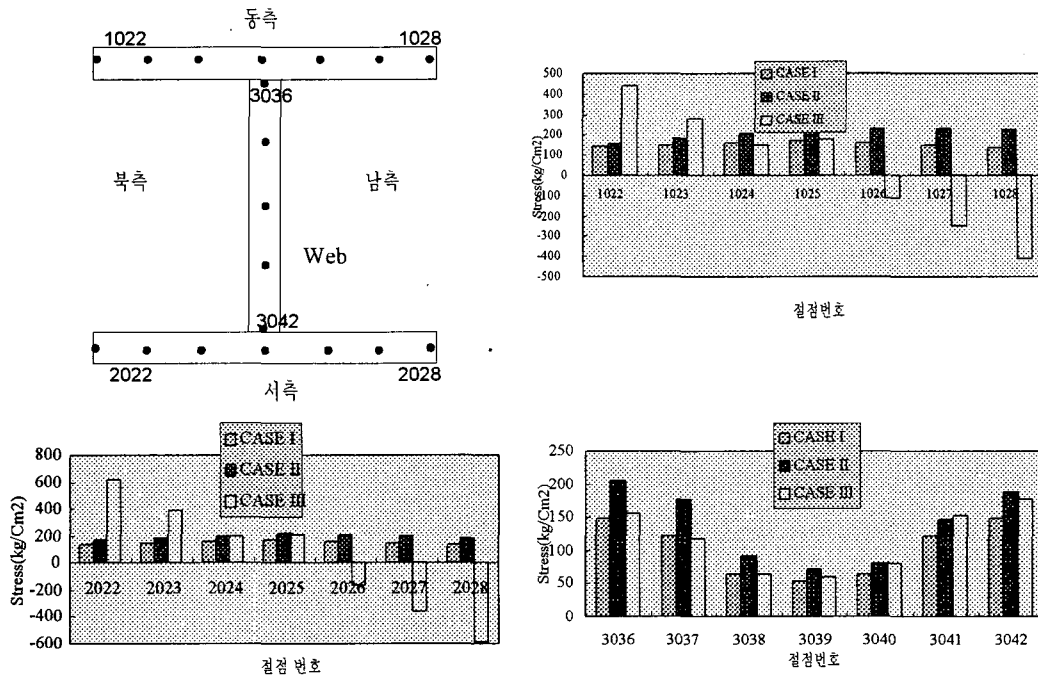 동측
1022
1028
3036
북측
남측
Web
3042
2022
2028
서측
CASE I
CASE II
CASE III
500
400
300
200
100
0
-100
-200
-300
-400
-500
Stress(kg/Cm2)
1022 1023 1024 1025 1026 1027 1028
절점번호
CASE I
CASE II
CASE III
800
600
400
200
0
-200
-400
-600
Stress(kg/Cm2)
2022 2023 2024 2025 2026 2027 2028
절점 번호
CASE I
CASE II
CASE III
250
200
150
100
50
0
Stress(kg/Cm2)
3036 3037 3038 3039 3040 3041 3042
절점번호